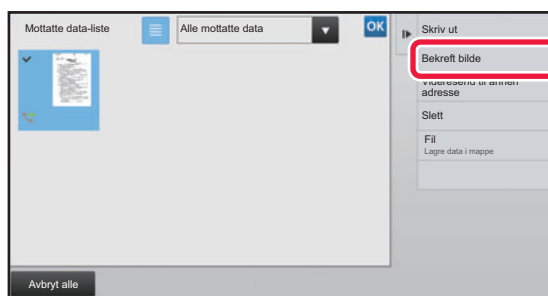 Mottatte data-liste
Alle mottatte data
OK
Skriv ut
Bekreft bilde
Videresend til annen
adresse
Slett
Fil
Lagre data i mappe
Avbryt alle